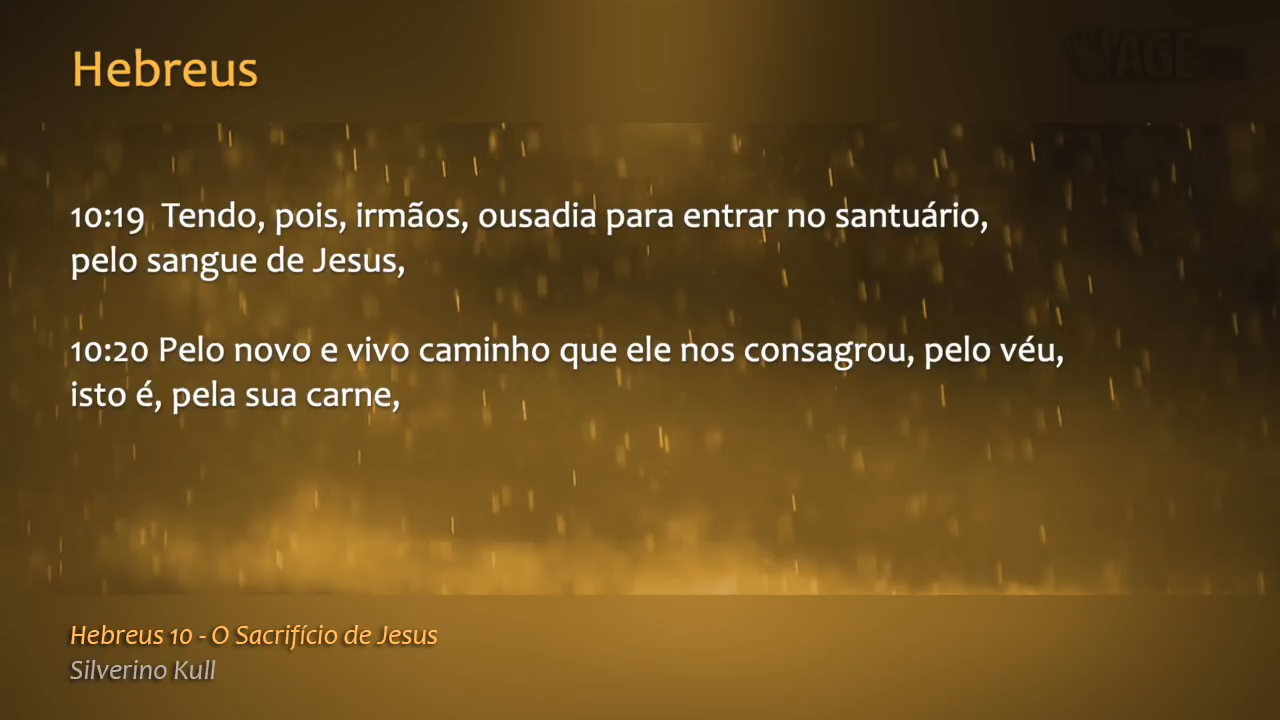 Hebreus
10:19 Tendo, pois, irmãos, ousadia para entrar no santuário,
pelo sangue de Jesus,
10:20 Pelo novo e vivo caminho que ele nos consagrou, pelo véu,
isto é, pela sua carne,
Hebreus 10 - O Sacrifício de Jesus
Silverino Kull